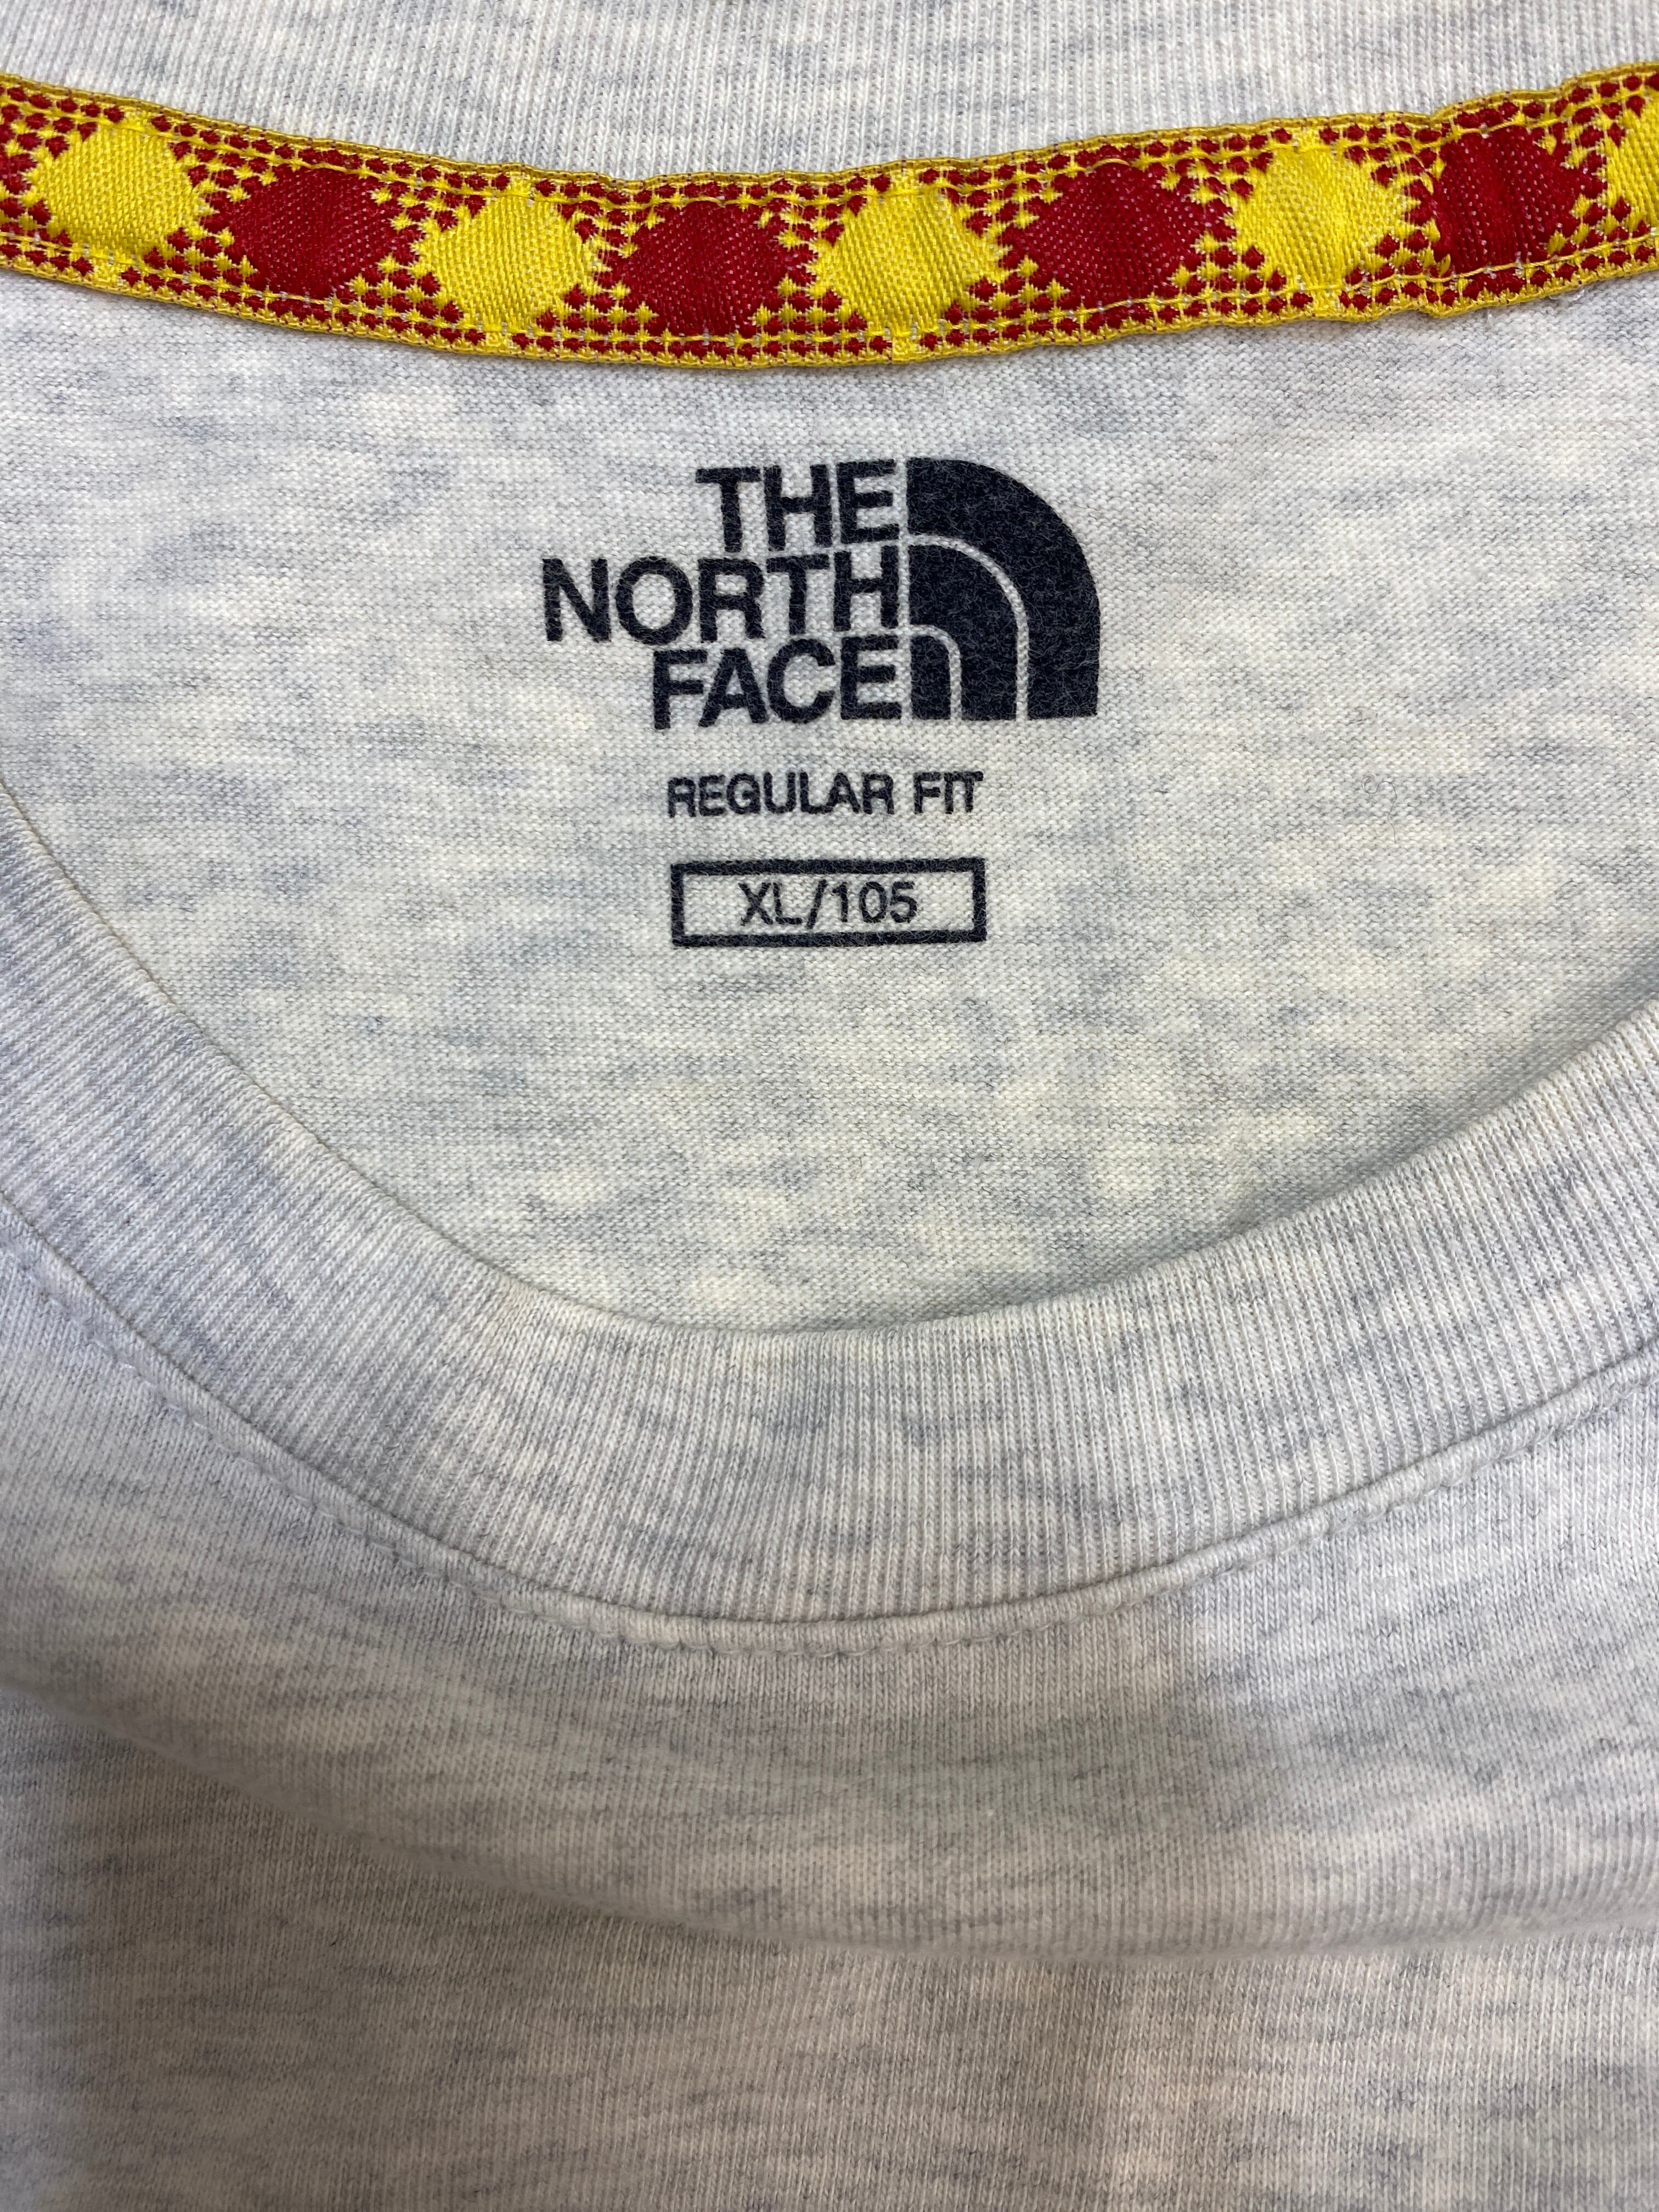 THE
NORTH
FACE
REGULAR FIT
XL/105